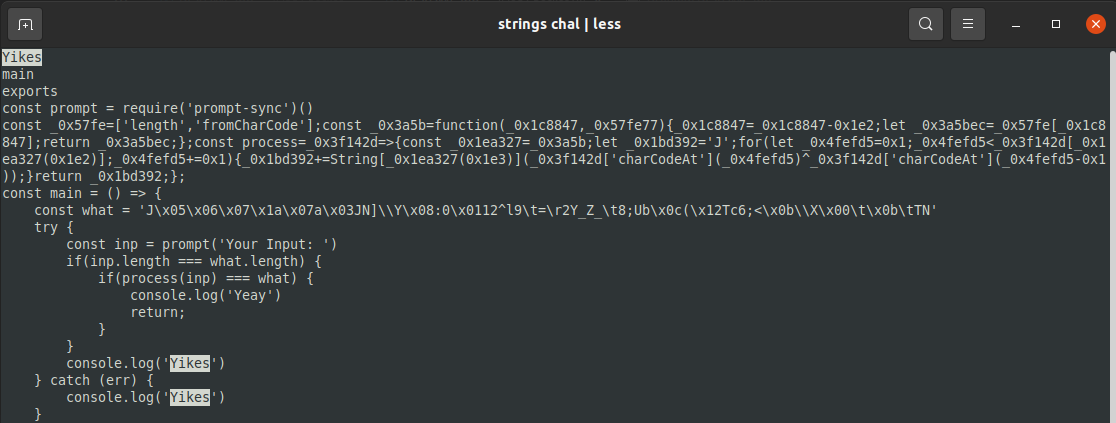 strings chal | less
Yikes
main
exports
const prompt = require('prompt-sync')()
const _0x57fe=['length','fromCharCode'];const _0x3a5b=function(_0x1c8847,_0x57fe77){_0x1c8847=_0x1c8847-0x1e2;let _0x3a5bec=_0x57fe[_0x1c8
847];return _0x3a5bec;};const process=_0x3f142d=>{const _0x1ea327=_0x3a5b;let _0x1bd392='J';for(let _0x4fefd5=0x1;_0x4fefd5<_0x3f142d[_0x1
ea327(0x1e2)];_0x4fefd5+=0x1){_0x1bd392+=String[_0x1ea327(0x1e3)](_0x3f142d['charCodeAt'](_0x4fefd5)^_0x3f142d['charCodeAt'](_0x4fefd5-0x1
));}return _0x1bd392;};
const main = () => {
    const what = 'J\x05\x06\x07\x1a\x07a\x03JN]\\Y\x08:0\x0112^l9\t=\r2Y_Z_\t8;Ub\x0c(\x12Tc6;<\x0b\\X\x00\t\x0b\tTN'
    try {
        const inp = prompt('Your Input: ')
        if(inp.length === what.length) {
            if(process(inp) === what) {
                console.log('Yeay')
                return;
            }
        }
        console.log('Yikes')
    } catch (err) {
        console.log('Yikes')
    }